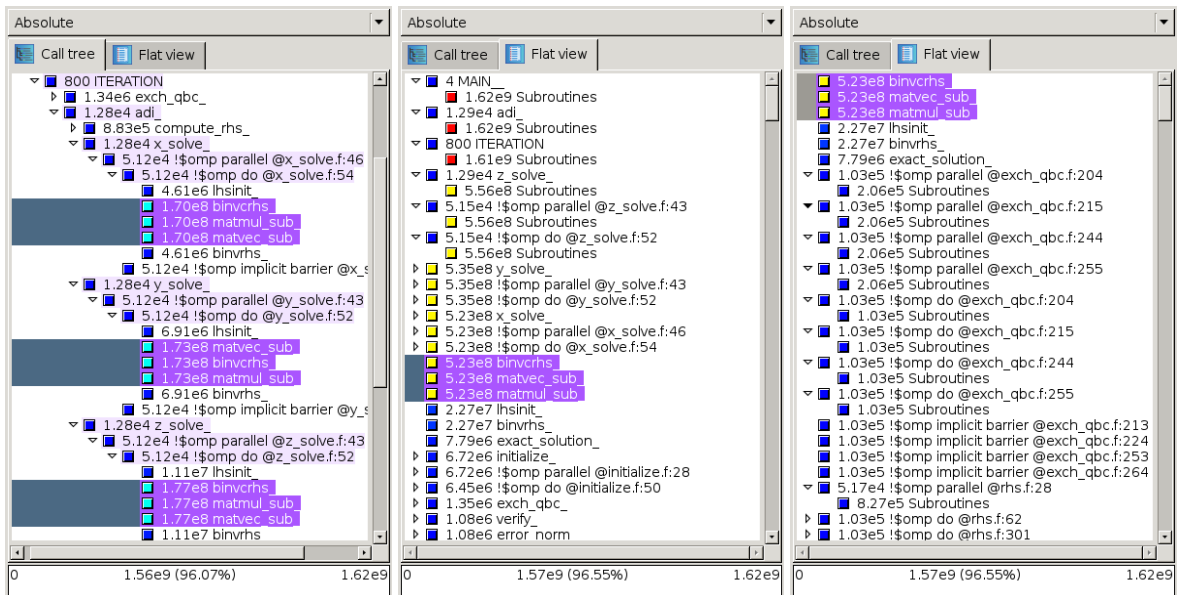 Absolute
Call tree
Flat view
800 ITERATION
1.34e6 exch_qbc_
1.28e4 adi_
8.83e5 compute_rhs_
1.28e4 x_solve_
5.12e4 !$omp parallel @x_solve.f:46
5.12e4 !$omp do @x_solve.f:54
4.61e6 lhsinit_
1.70e8 binvcrhs_
1.70e8 matmul_sub_
1.70e8 matvec_sub_
4.61e6 binvrhs_
5.12e4 !$omp implicit barrier @x_s
1.28e4 y_solve_
5.12e4 !$omp parallel @y_solve.f:43
5.12e4 !$omp do @y_solve.f:52
6.91e6 lhsinit_
1.73e8 matvec_sub_
1.73e8 binvcrhs_
1.73e8 matmul_sub_
6.91e6 binvrhs_
5.12e4 !$omp implicit barrier @y_s
1.28e4 z_solve_
5.12e4 !$omp parallel @z_solve.f:43
5.12e4 !$omp do @z_solve.f:52
1.11e7 lhsinit_
1.77e8 binvcrhs_
1.77e8 matmul_sub_
1.77e8 matvec_sub_
1.11e7 binvrhs
0 1.56e9 (96.07%) 1.62e9
Absolute
Call tree
Flat view
4 MAIN__
1.62e9 Subroutines
1.29e4 adi_
1.62e9 Subroutines
800 ITERATION
1.61e9 Subroutines
1.29e4 z_solve_
5.56e8 Subroutines
5.15e4 !$omp parallel @z_solve.f:43
5.56e8 Subroutines
5.15e4 !$omp do @z_solve.f:52
5.56e8 Subroutines
5.35e8 y_solve_
5.35e8 !$omp parallel @y_solve.f:43
5.35e8 !$omp do @y_solve.f:52
5.23e8 x_solve_
5.23e8 !$omp parallel @x_solve.f:46
5.23e8 !$omp do @x_solve.f:54
5.23e8 binvcrhs_
5.23e8 matvec_sub_
5.23e8 matmul_sub_
2.27e7 lhsinit_
2.27e7 binvrhs_
7.79e6 exact_solution_
6.72e6 initialize_
6.72e6 !$omp parallel @initialize.f:28
6.45e6 !$omp do @initialize.f:50
1.35e6 exch_qbc_
1.08e6 verify_
1.08e6 error_norm
0 1.57e9 (96.55%) 1.62e9
Absolute
Call tree
Flat view
5.23e8 binvcrhs_
5.23e8 matvec_sub_
5.23e8 matmul_sub_
2.27e7 lhsinit_
2.27e7 binvrhs_
7.79e6 exact_solution_
1.03e5 !$omp parallel @exch_qbc.f:204
2.06e5 Subroutines
1.03e5 !$omp parallel @exch_qbc.f:215
2.06e5 Subroutines
1.03e5 !$omp parallel @exch_qbc.f:244
2.06e5 Subroutines
1.03e5 !$omp parallel @exch_qbc.f:255
2.06e5 Subroutines
1.03e5 !$omp do @exch_qbc.f:204
1.03e5 Subroutines
1.03e5 !$omp do @exch_qbc.f:215
1.03e5 Subroutines
1.03e5 !$omp do @exch_qbc.f:244
1.03e5 Subroutines
1.03e5 !$omp do @exch_qbc.f:255
1.03e5 Subroutines
1.03e5 !$omp implicit barrier @exch_qbc.f:213
1.03e5 !$omp implicit barrier @exch_qbc.f:224
1.03e5 !$omp implicit barrier @exch_qbc.f:253
1.03e5 !$omp implicit barrier @exch_qbc.f:264
5.17e4 !$omp parallel @rhs.f:28
8.27e5 Subroutines
1.03e5 !$omp do @rhs.f:62
1.03e5 !$omp do @rhs.f:301
0 1.57e9 (96.55%) 1.62e9